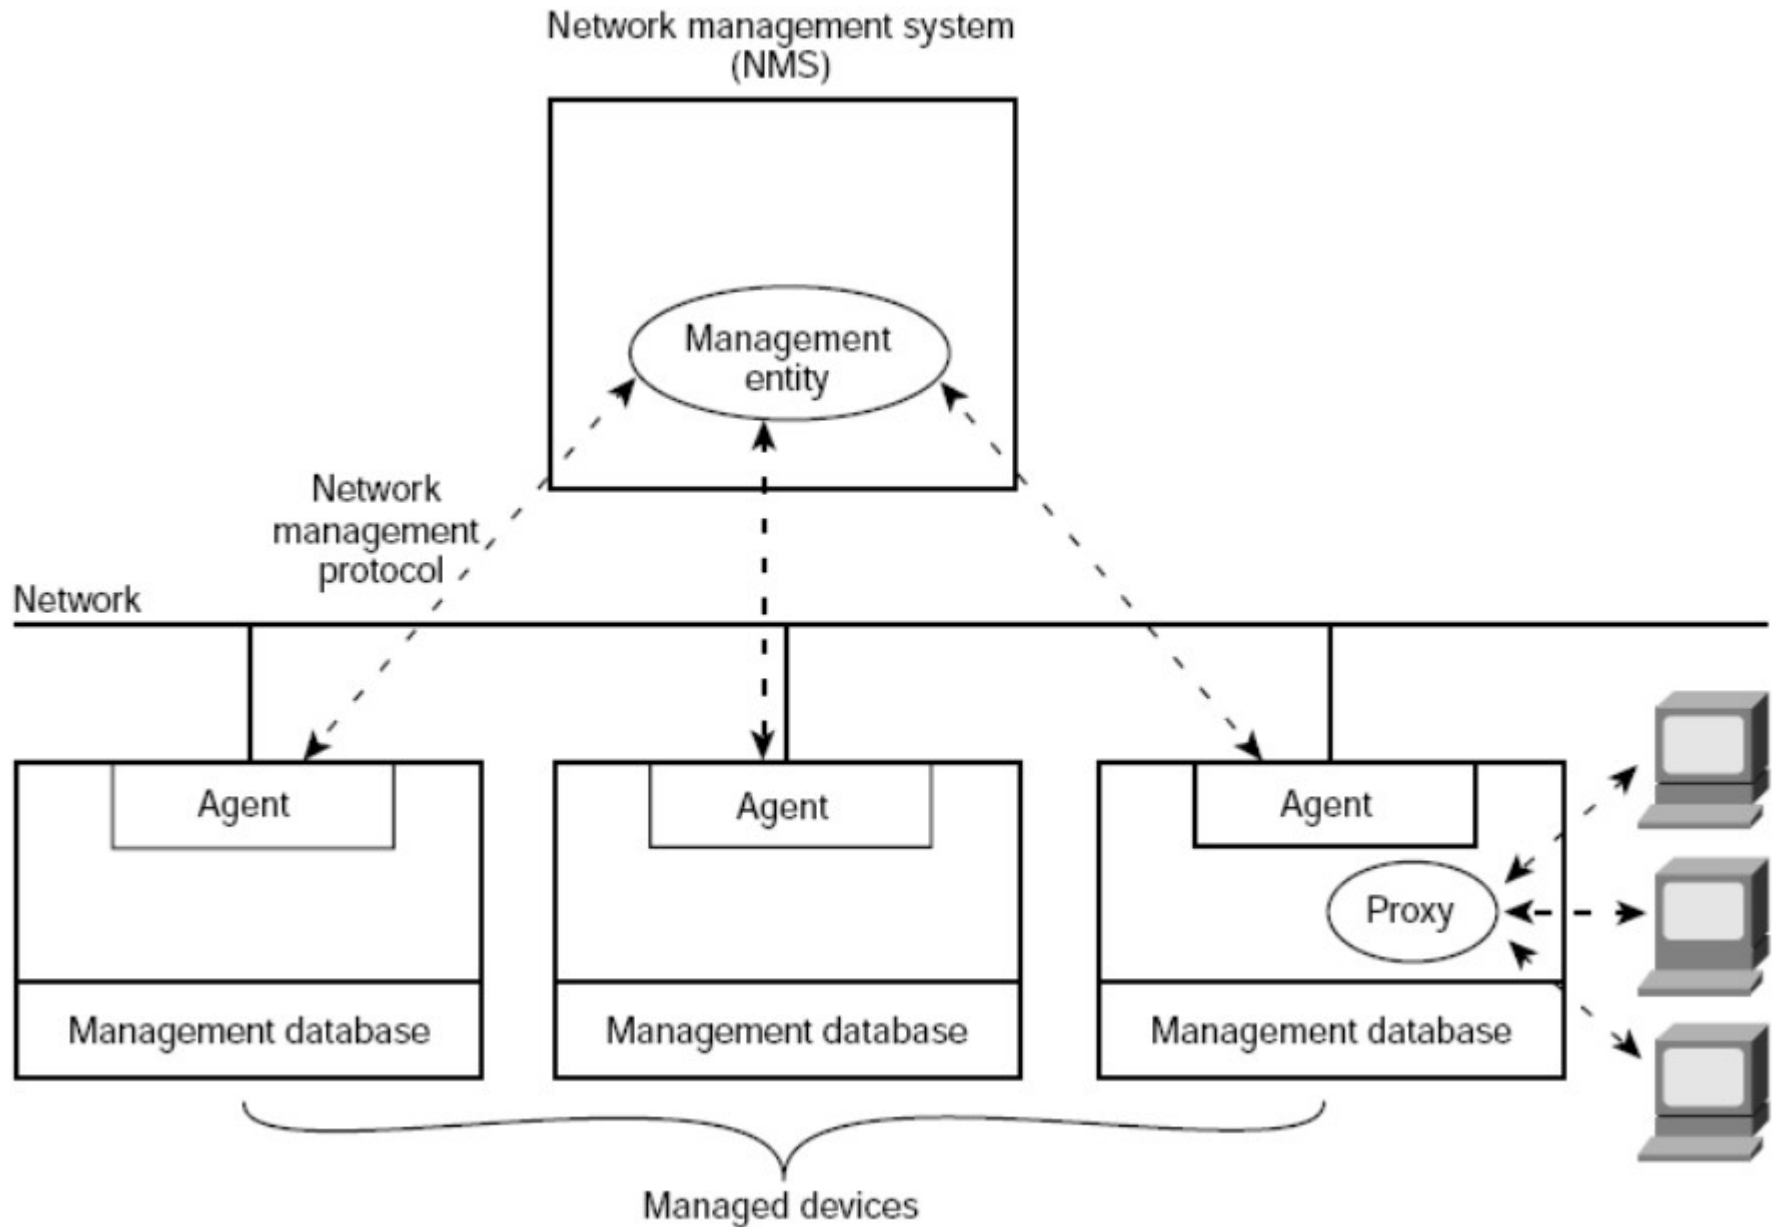 Network management system
(NMS)
Management
entity
Network
management
protocol
Network
Agent
Agent
Agent
Proxy
Management database
Management database
Management database
Managed devices